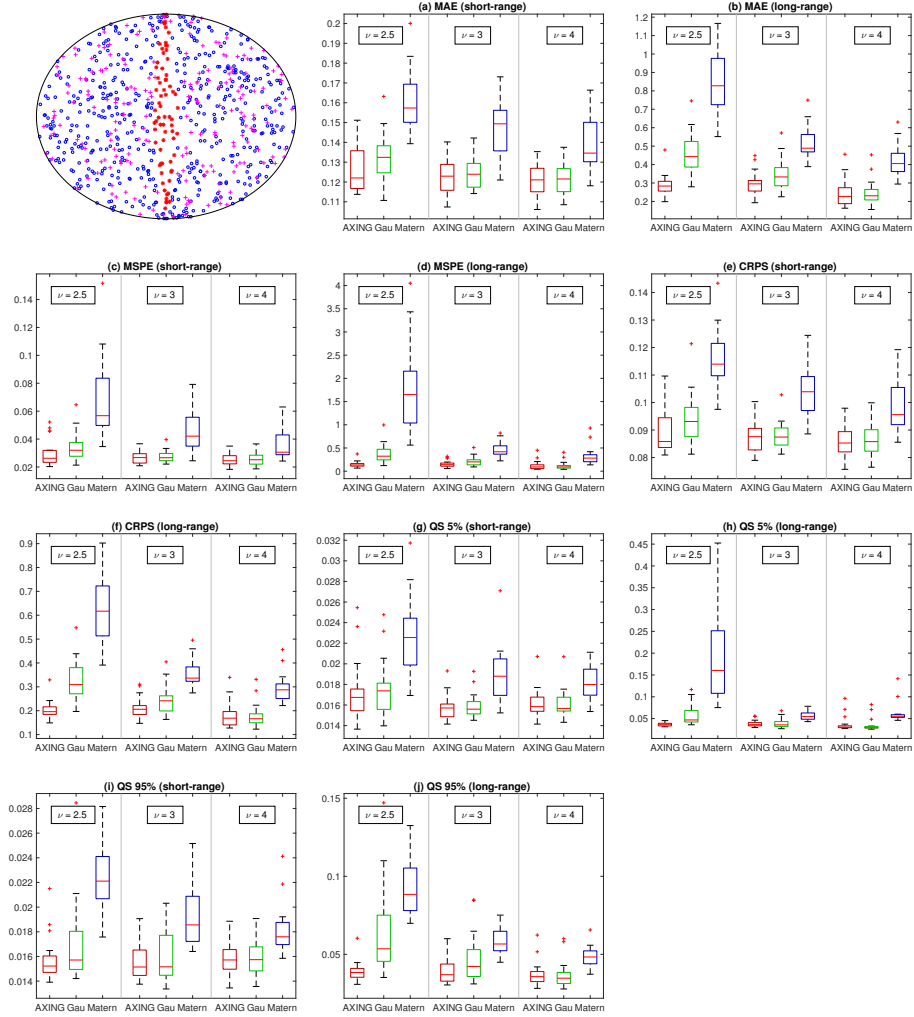 (a) MAE (short-range)
0.2
0.19
0.18
0.17
0.16
0.15
0.14
0.13
0.12
0.11
ν = 2.5
ν = 3
ν = 4
AXING Gau Matern AXING Gau Matern AXING Gau Matern
(b) MAE (long-range)
1.2
1.1
1
0.9
0.8
0.7
0.6
0.5
0.4
0.3
0.2
ν = 2.5
ν = 3
ν = 4
AXING Gau Matern AXING Gau Matern AXING Gau Matern
(c) MSPE (short-range)
0.14
0.12
0.1
0.08
0.06
0.04
0.02
ν = 2.5
ν = 3
ν = 4
AXING Gau Matern AXING Gau Matern AXING Gau Matern
(d) MSPE (long-range)
4
3.5
3
2.5
2
1.5
1
0.5
0
ν = 2.5
ν = 3
ν = 4
AXING Gau Matern AXING Gau Matern AXING Gau Matern
(e) CRPS (short-range)
0.14
0.13
0.12
0.11
0.1
0.09
0.08
ν = 2.5
ν = 3
ν = 4
AXING Gau Matern AXING Gau Matern AXING Gau Matern
(f) CRPS (long-range)
0.9
0.8
0.7
0.6
0.5
0.4
0.3
0.2
0.1
ν = 2.5
ν = 3
ν = 4
AXING Gau Matern AXING Gau Matern AXING Gau Matern
(g) QS 5% (short-range)
0.032
0.03
0.028
0.026
0.024
0.022
0.02
0.018
0.016
0.014
ν = 2.5
ν = 3
ν = 4
AXING Gau Matern AXING Gau Matern AXING Gau Matern
(h) QS 5% (long-range)
0.45
0.4
0.35
0.3
0.25
0.2
0.15
0.1
0.05
ν = 2.5
ν = 3
ν = 4
AXING Gau Matern AXING Gau Matern AXING Gau Matern
(i) QS 95% (short-range)
0.028
0.026
0.024
0.022
0.02
0.018
0.016
0.014
ν = 2.5
ν = 3
ν = 4
AXING Gau Matern AXING Gau Matern AXING Gau Matern
(j) QS 95% (long-range)
0.15
0.1
0.05
ν = 2.5
ν = 3
ν = 4
AXING Gau Matern AXING Gau Matern AXING Gau Matern